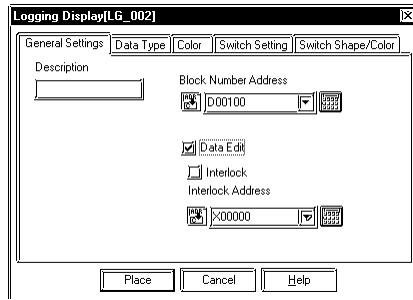 Logging Display[LG_002]
General Settings Data Type Color Switch Setting Switch Shape/Color
Description
Block Number Address
D00100
Data Edit
Interlock
Interlock Address
X00000
Place Cancel Help